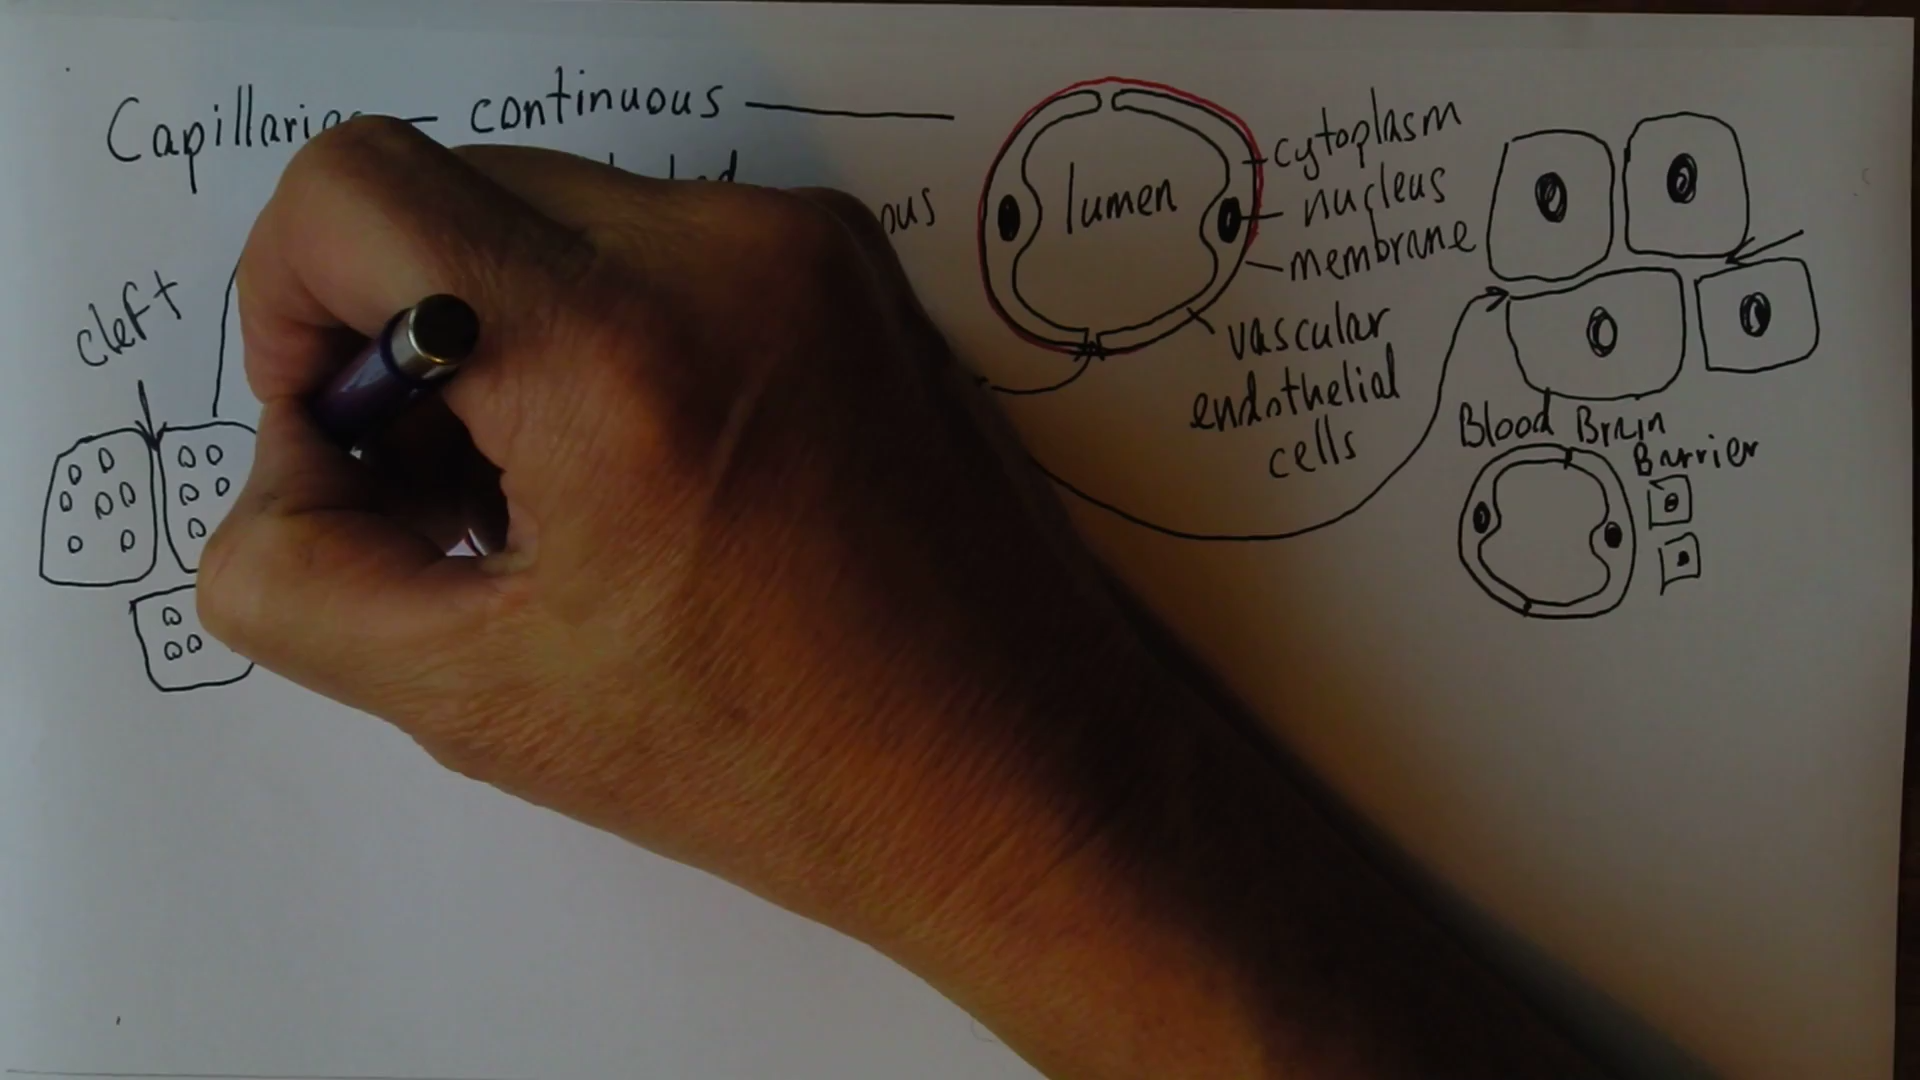 Capillaries — continuous
cleft
lumen
cytoplasm
nucleus
membrane
vascular
endothelial
cells
Blood Brain
Barrier